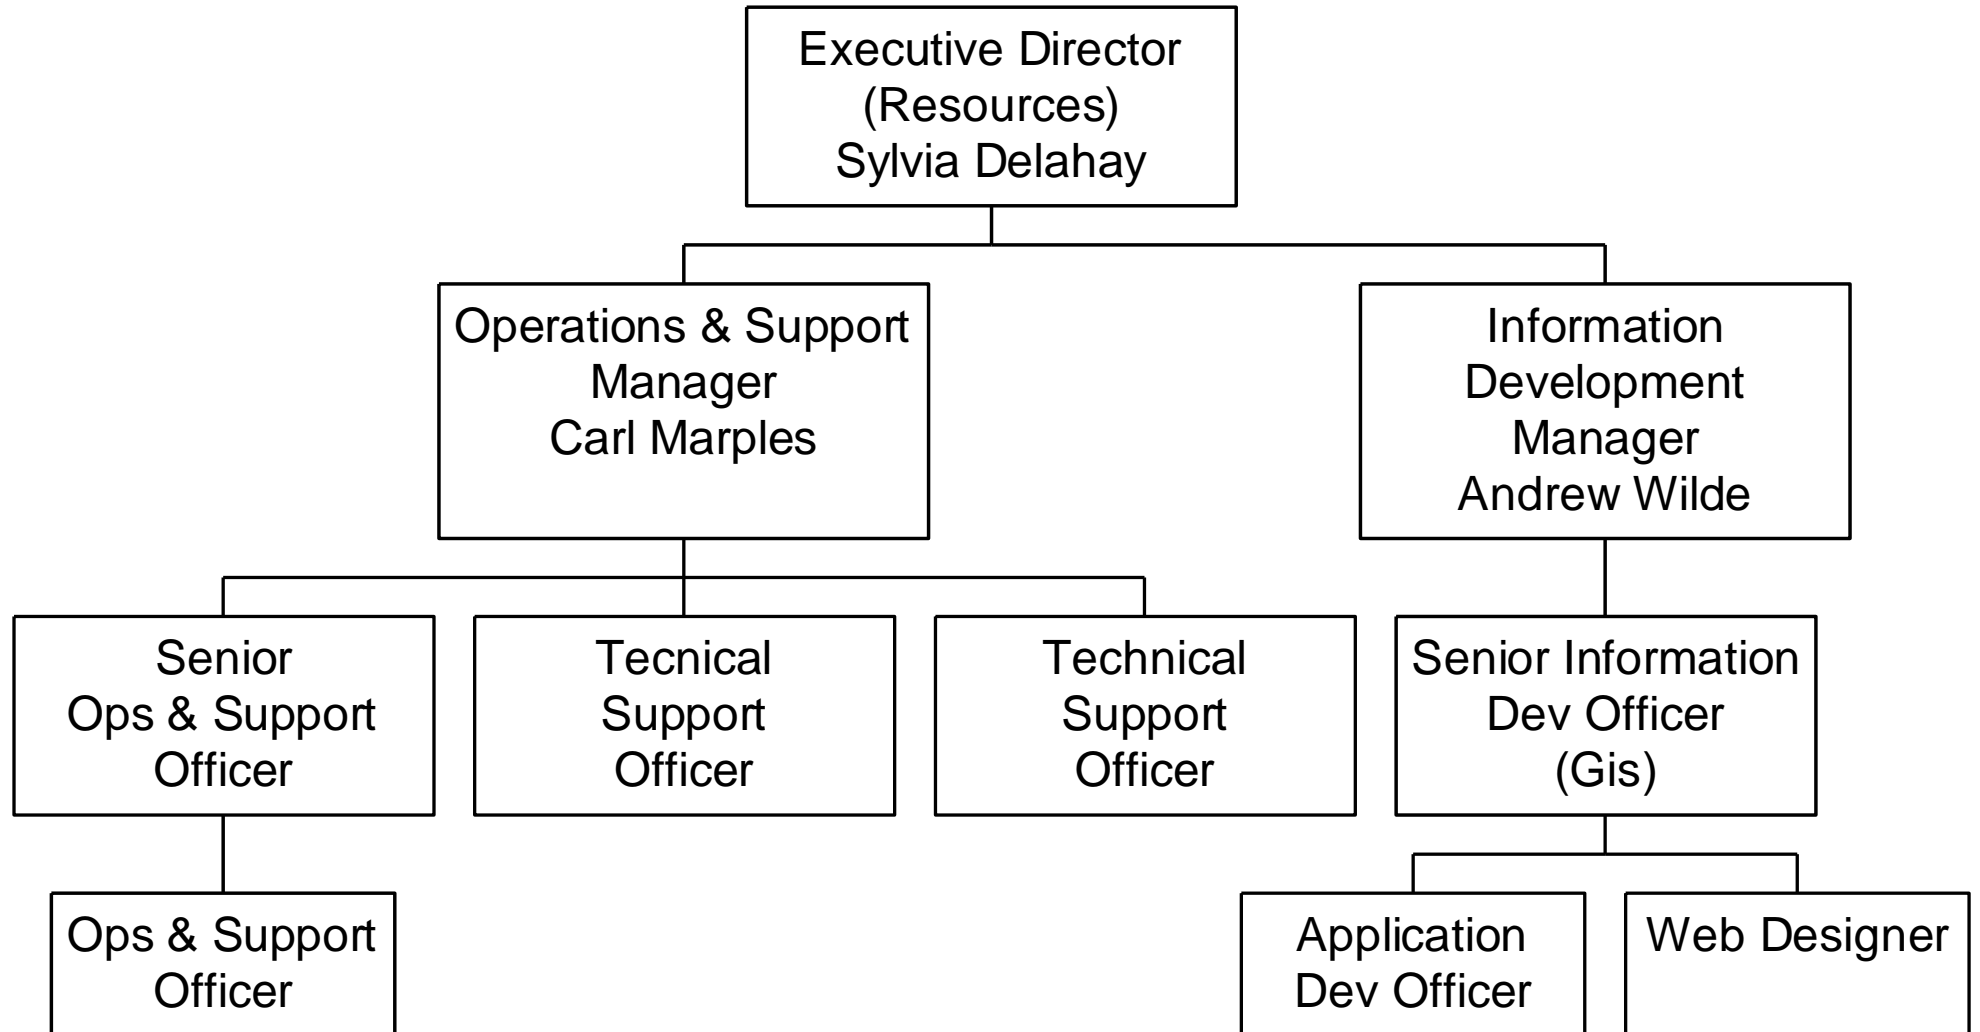 Executive Director
(Resources)
Sylvia Delahay
Operations & Support
Manager
Carl Marples
Information
Development
Manager
Andrew Wilde
Senior
Ops & Support
Officer
Tecnical
Support
Officer
Technical
Support
Officer
Senior Information
Dev Officer
(Gis)
Ops & Support
Officer
Application
Dev Officer
Web Designer